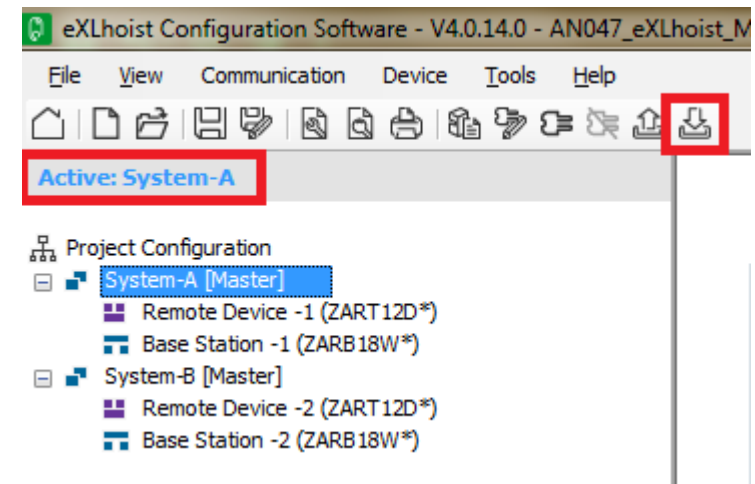 eXLhoist Configuration Software - V4.0.14.0 - AN047_eXLhoist_M
File View Communication Device Tools Help
Active: System-A
Project Configuration
System-A [Master]
Remote Device -1 (ZART12D*)
Base Station -1 (ZARB18W*)
System-B [Master]
Remote Device -2 (ZART12D*)
Base Station -2 (ZARB18W*)